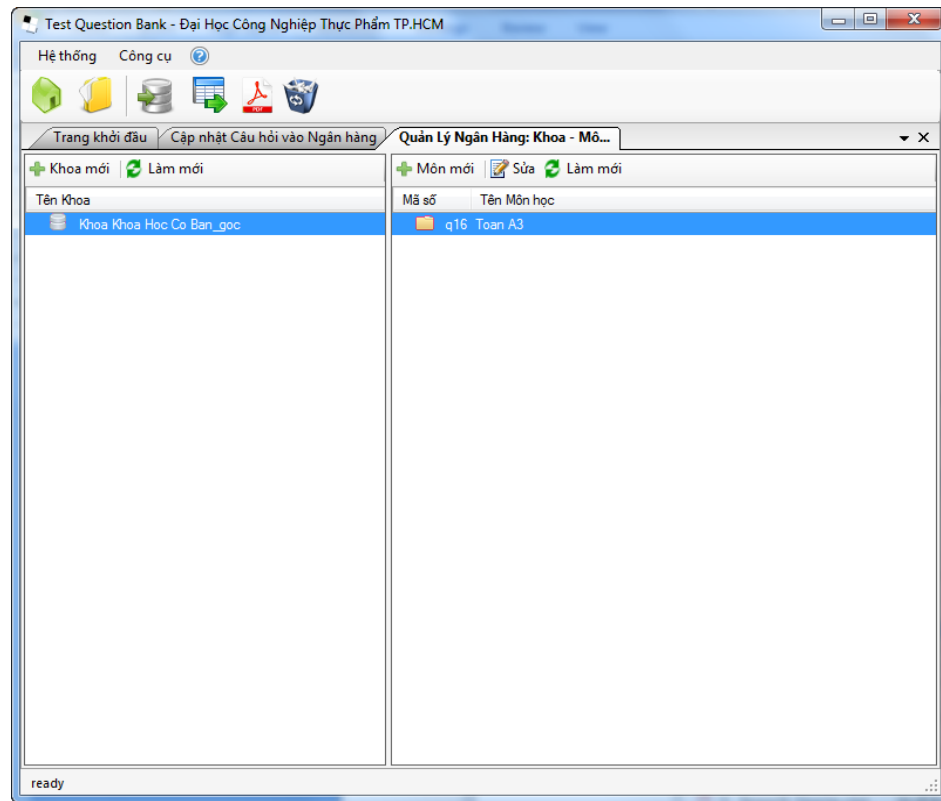 Test Question Bank - Đại Học Công Nghiệp Thực Phẩm TP.HCM
Hệ thống Công cụ ?
PDF
Trang khởi đầu Cập nhật Câu hỏi vào Ngân hàng Quản Lý Ngân Hàng: Khoa - Mô...
Khoa mới Làm mới
Môn mới Sửa Làm mới
Tên Khoa
Mã số Tên Môn học
Khoa Khoa Hoc Co Ban_goc
q16 Toan A3
ready